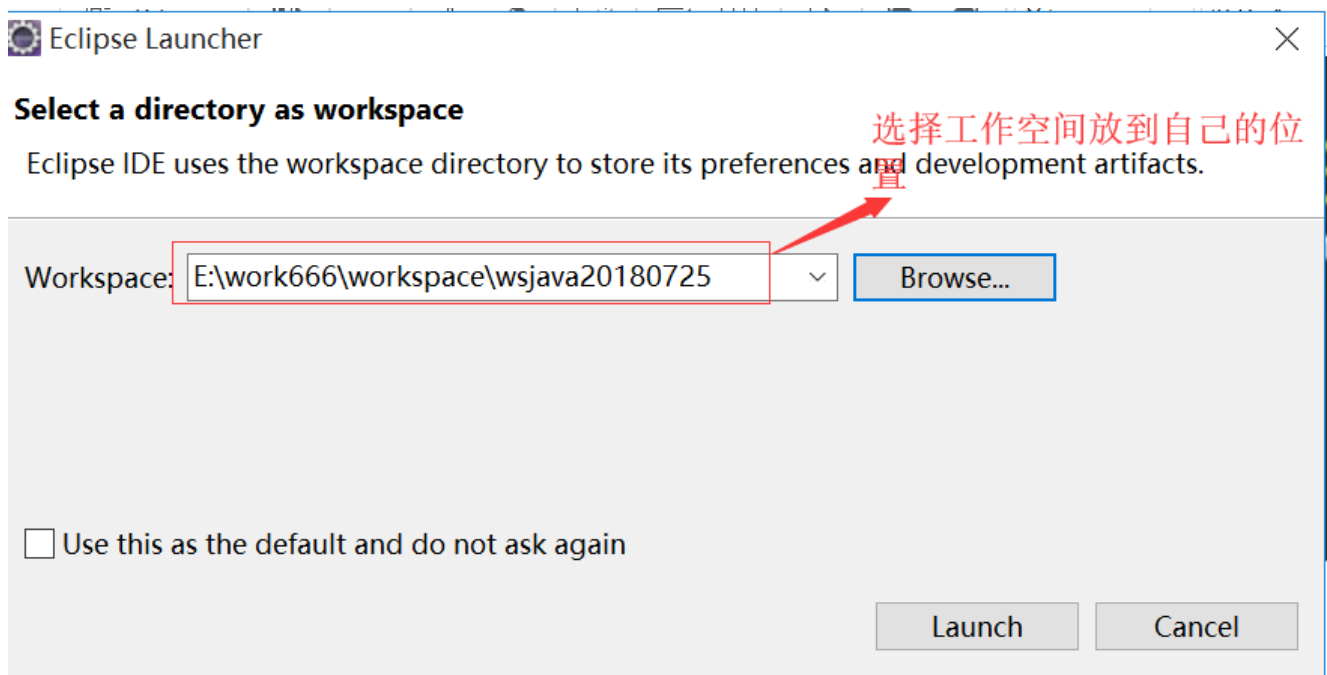 Eclipse Launcher
Select a directory as workspace
选择工作空间放到自己的位
置
Eclipse IDE uses the workspace directory to store its preferences and development artifacts.
Workspace: E:\work666\workspace\wsjava20180725 Browse...
Use this as the default and do not ask again
Launch Cancel